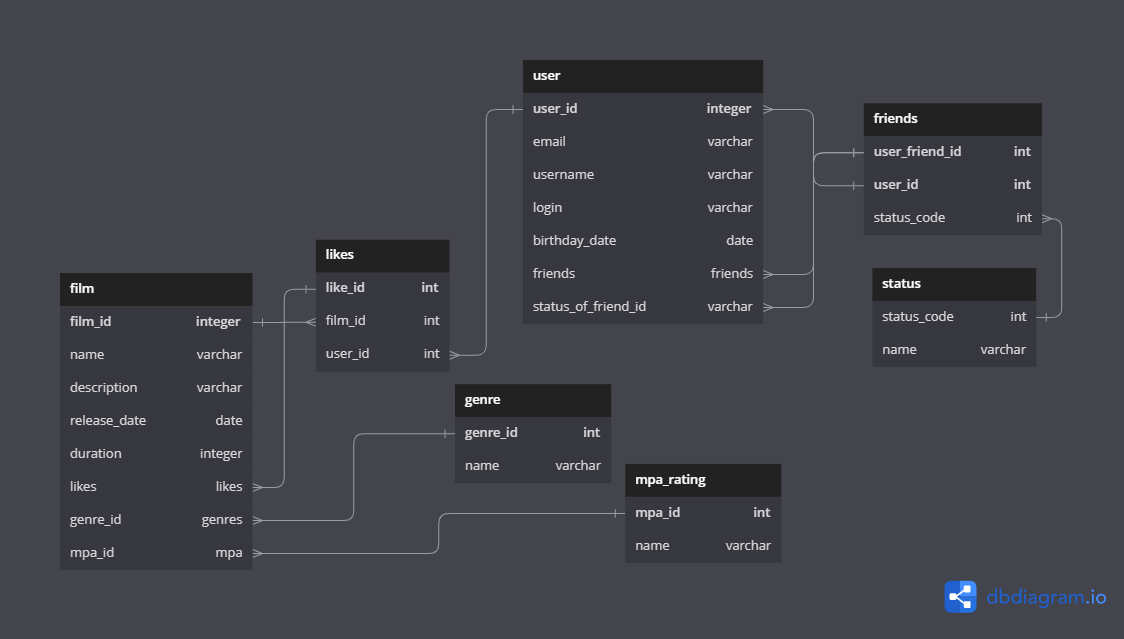 user
user_id integer
email varchar
username varchar
login varchar
birthday_date date
friends friends
status_of_friend_id varchar
friends
user_friend_id int
user_id int
status_code int
likes
like_id int
film_id int
user_id int
film
film_id integer
name varchar
description varchar
release_date date
duration integer
likes likes
genre_id genres
mpa_id mpa
status
status_code int
name varchar
genre
genre_id int
name varchar
mpa_rating
mpa_id int
name varchar
dbdiagram.io